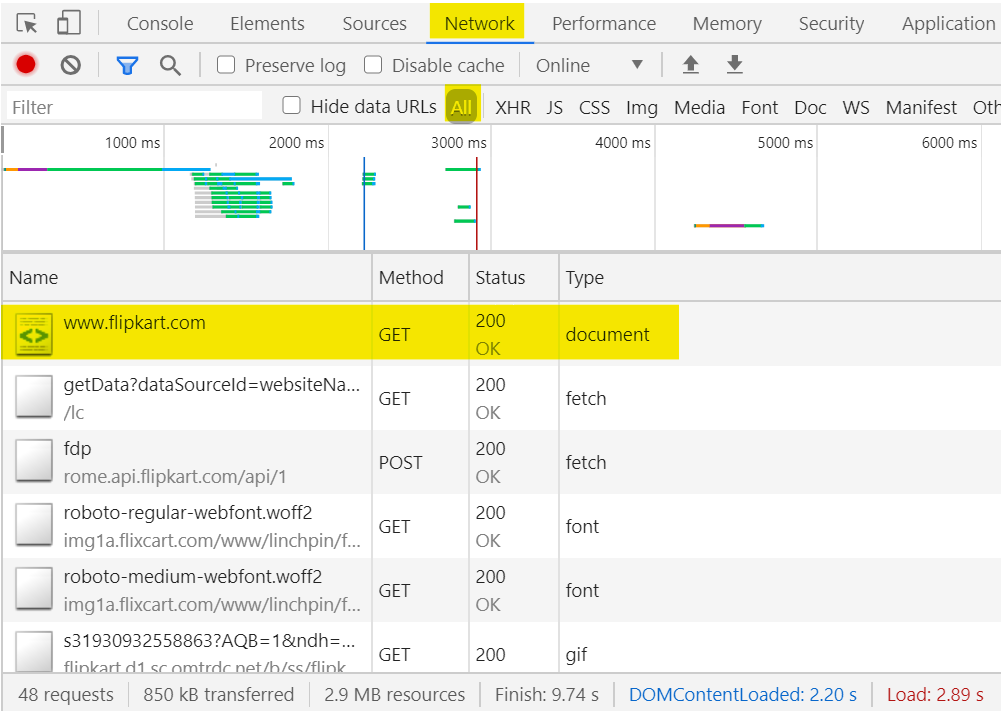 Console Elements Sources Network Performance Memory Security Application
Preserve log Disable cache Online
Filter Hide data URLs All XHR JS CSS Img Media Font Doc WS Manifest Oth
1000 ms 2000 ms 3000 ms 4000 ms 5000 ms 6000 ms
Name Method Status Type
www.flipkart.com GET 200 OK document
getData?dataSourceId=websiteNa... GET 200 OK fetch
/lc
fdp POST 200 OK fetch
rome.api.flipkart.com/api/1
roboto-regular-webfont.woff2 GET 200 OK font
img1a.flixcart.com/www/linchpin/f...
roboto-medium-webfont.woff2 GET 200 OK font
img1a.flixcart.com/www/linchpin/f...
s31930932558863?AQB=1&ndh=... GET 200 gif
flipkart.d1.sc.omtrdc.net/b/ss/flipk
48 requests 850 kB transferred 2.9 MB resources Finish: 9.74 s DOMContentLoaded: 2.20 s Load: 2.89 s